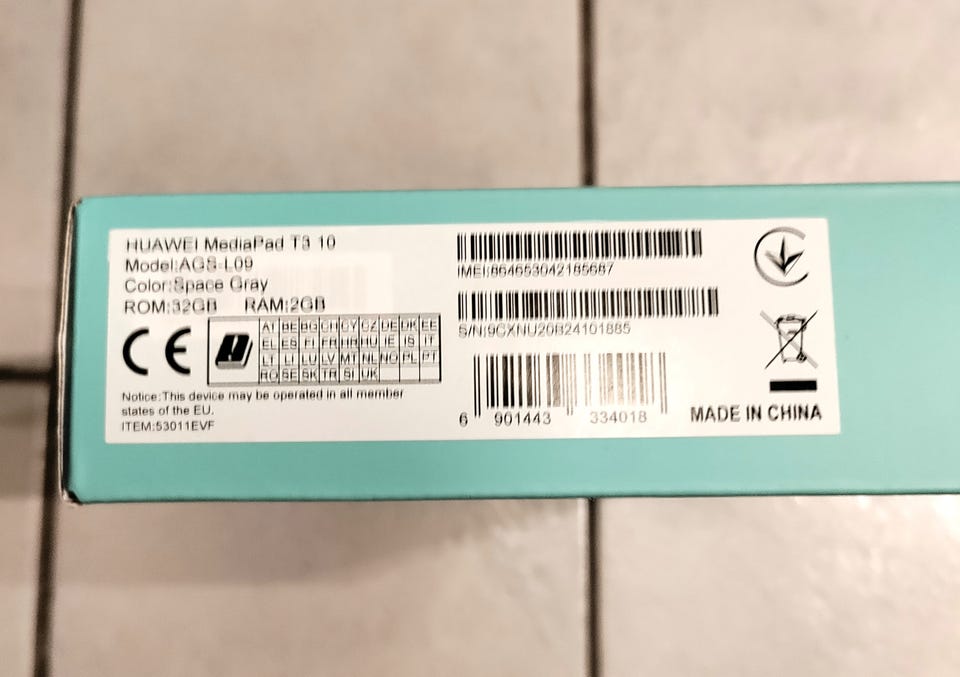 HUAWEI MediaPad T3 10
Model:AGS-L09
Color:Space Gray
ROM:32GB RAM:2GB
CE
AT BE BG CH CY CZ DE DK EE
EL ES FI FR HR HU IE IS IT
LT LI LU LV MT NL NO PL PT
RO SE SK TR SI UK
Notice:This device may be operated in all member
states of the EU.
ITEM:53011EVF
IMEI:864653042185687
S/N:9CXNU20B24101885
6 901443 334018
MADE IN CHINA